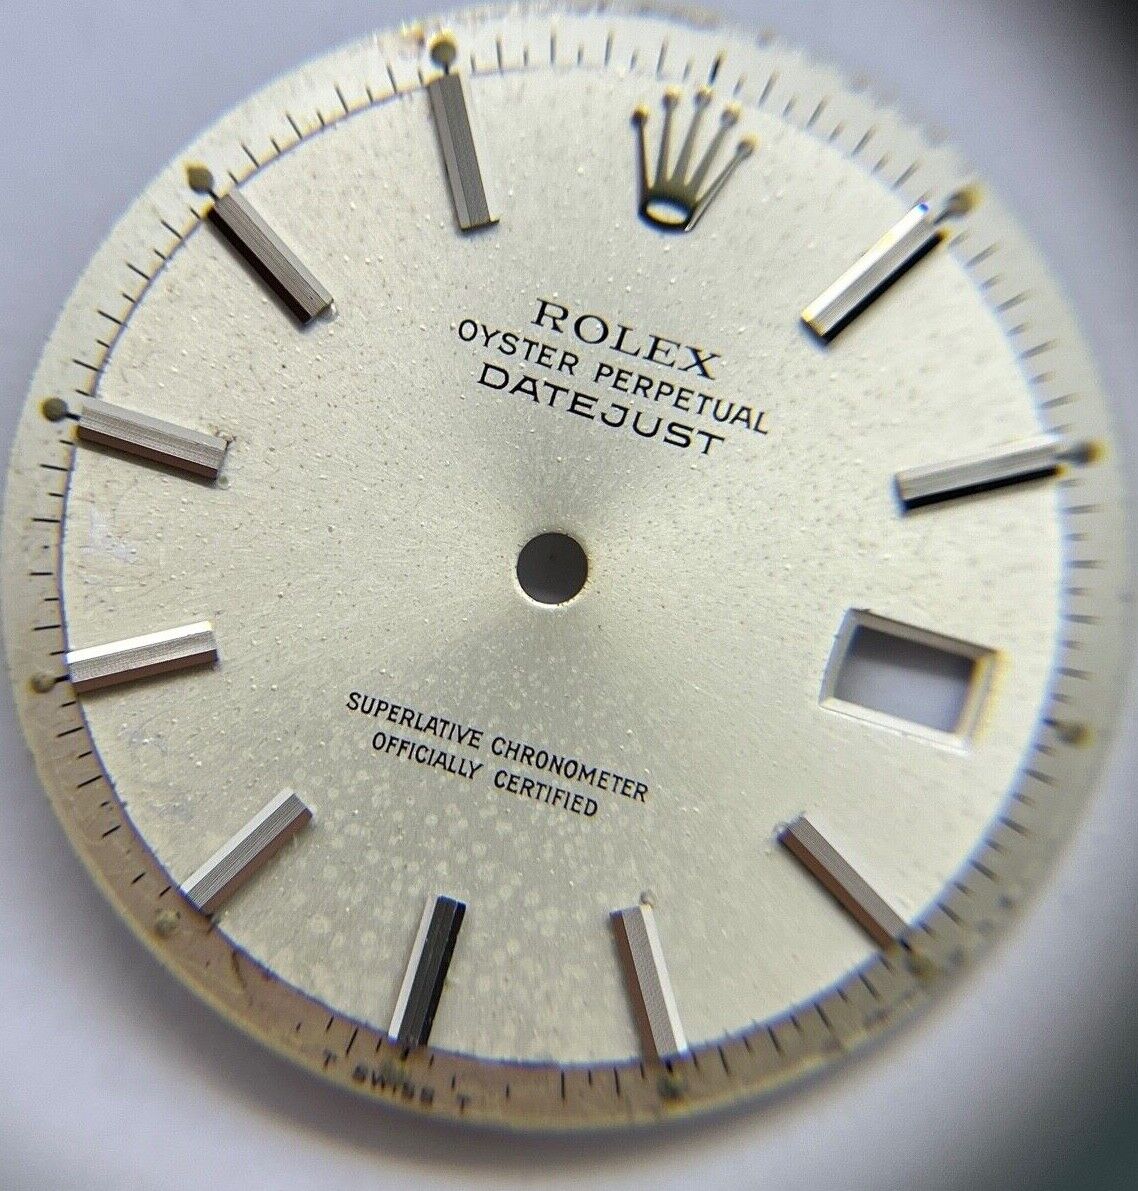 ROLEX
OYSTER PERPETUAL
DATEJUST
SUPERLATIVE CHRONOMETER
OFFICIALLY CERTIFIED
T SWISS T